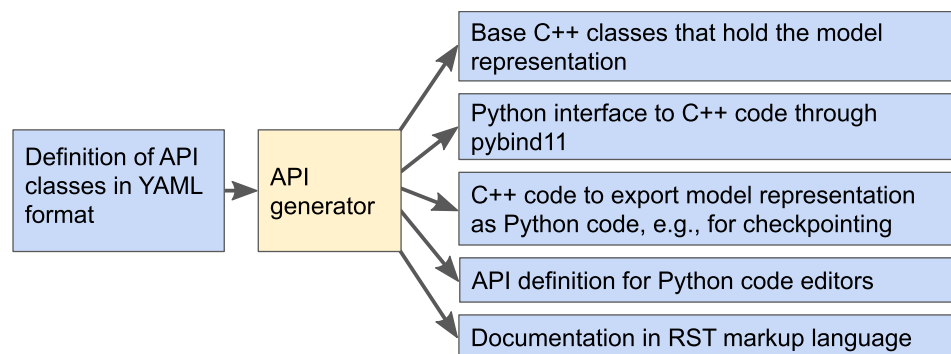 Definition of API
classes in YAML
format
API
generator
Base C++ classes that hold the model
representation
Python interface to C++ code through
pybind11
C++ code to export model representation
as Python code, e.g., for checkpointing
API definition for Python code editors
Documentation in RST markup language